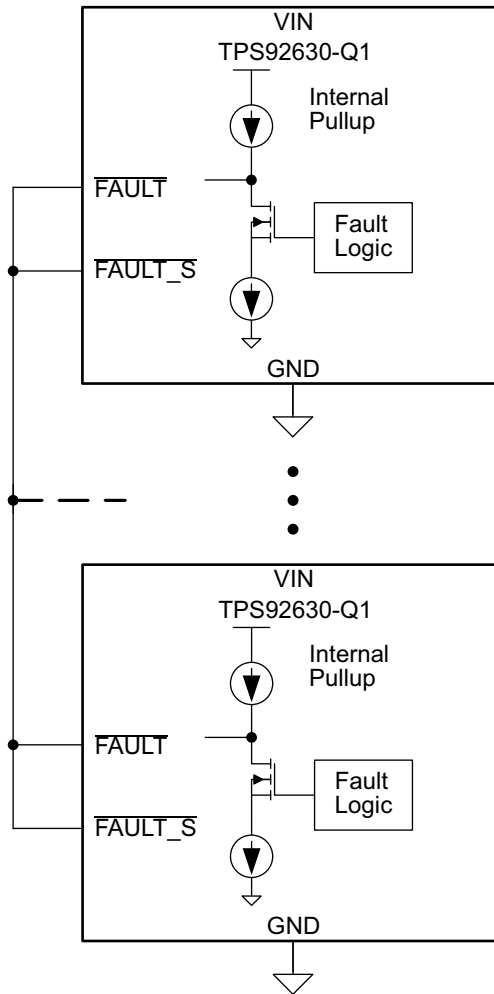 VIN
TPS92630-Q1
Internal
Pullup
FAULT
Fault
Logic
FAULT_S
GND
VIN
TPS92630-Q1
Internal
Pullup
FAULT
Fault
Logic
FAULT_S
GND